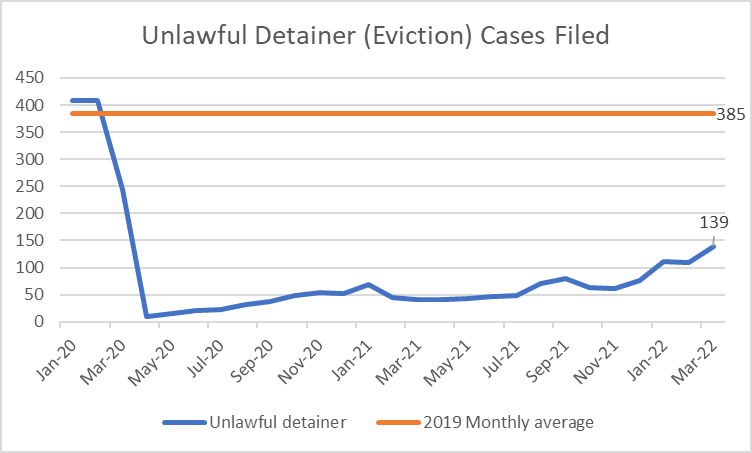 Unlawful Detainer (Eviction) Cases Filed
450
400
385
350
300
250
200
139
150
100
50
0
Jan-20
Mar-20
May-20
Jul-20
Sep-20
Nov-20
Jan-21
Mar-21
May-21
Jul-21
Sep-21
Nov-21
Jan-22
Mar-22
Unlawful detainer
2019 Monthly average